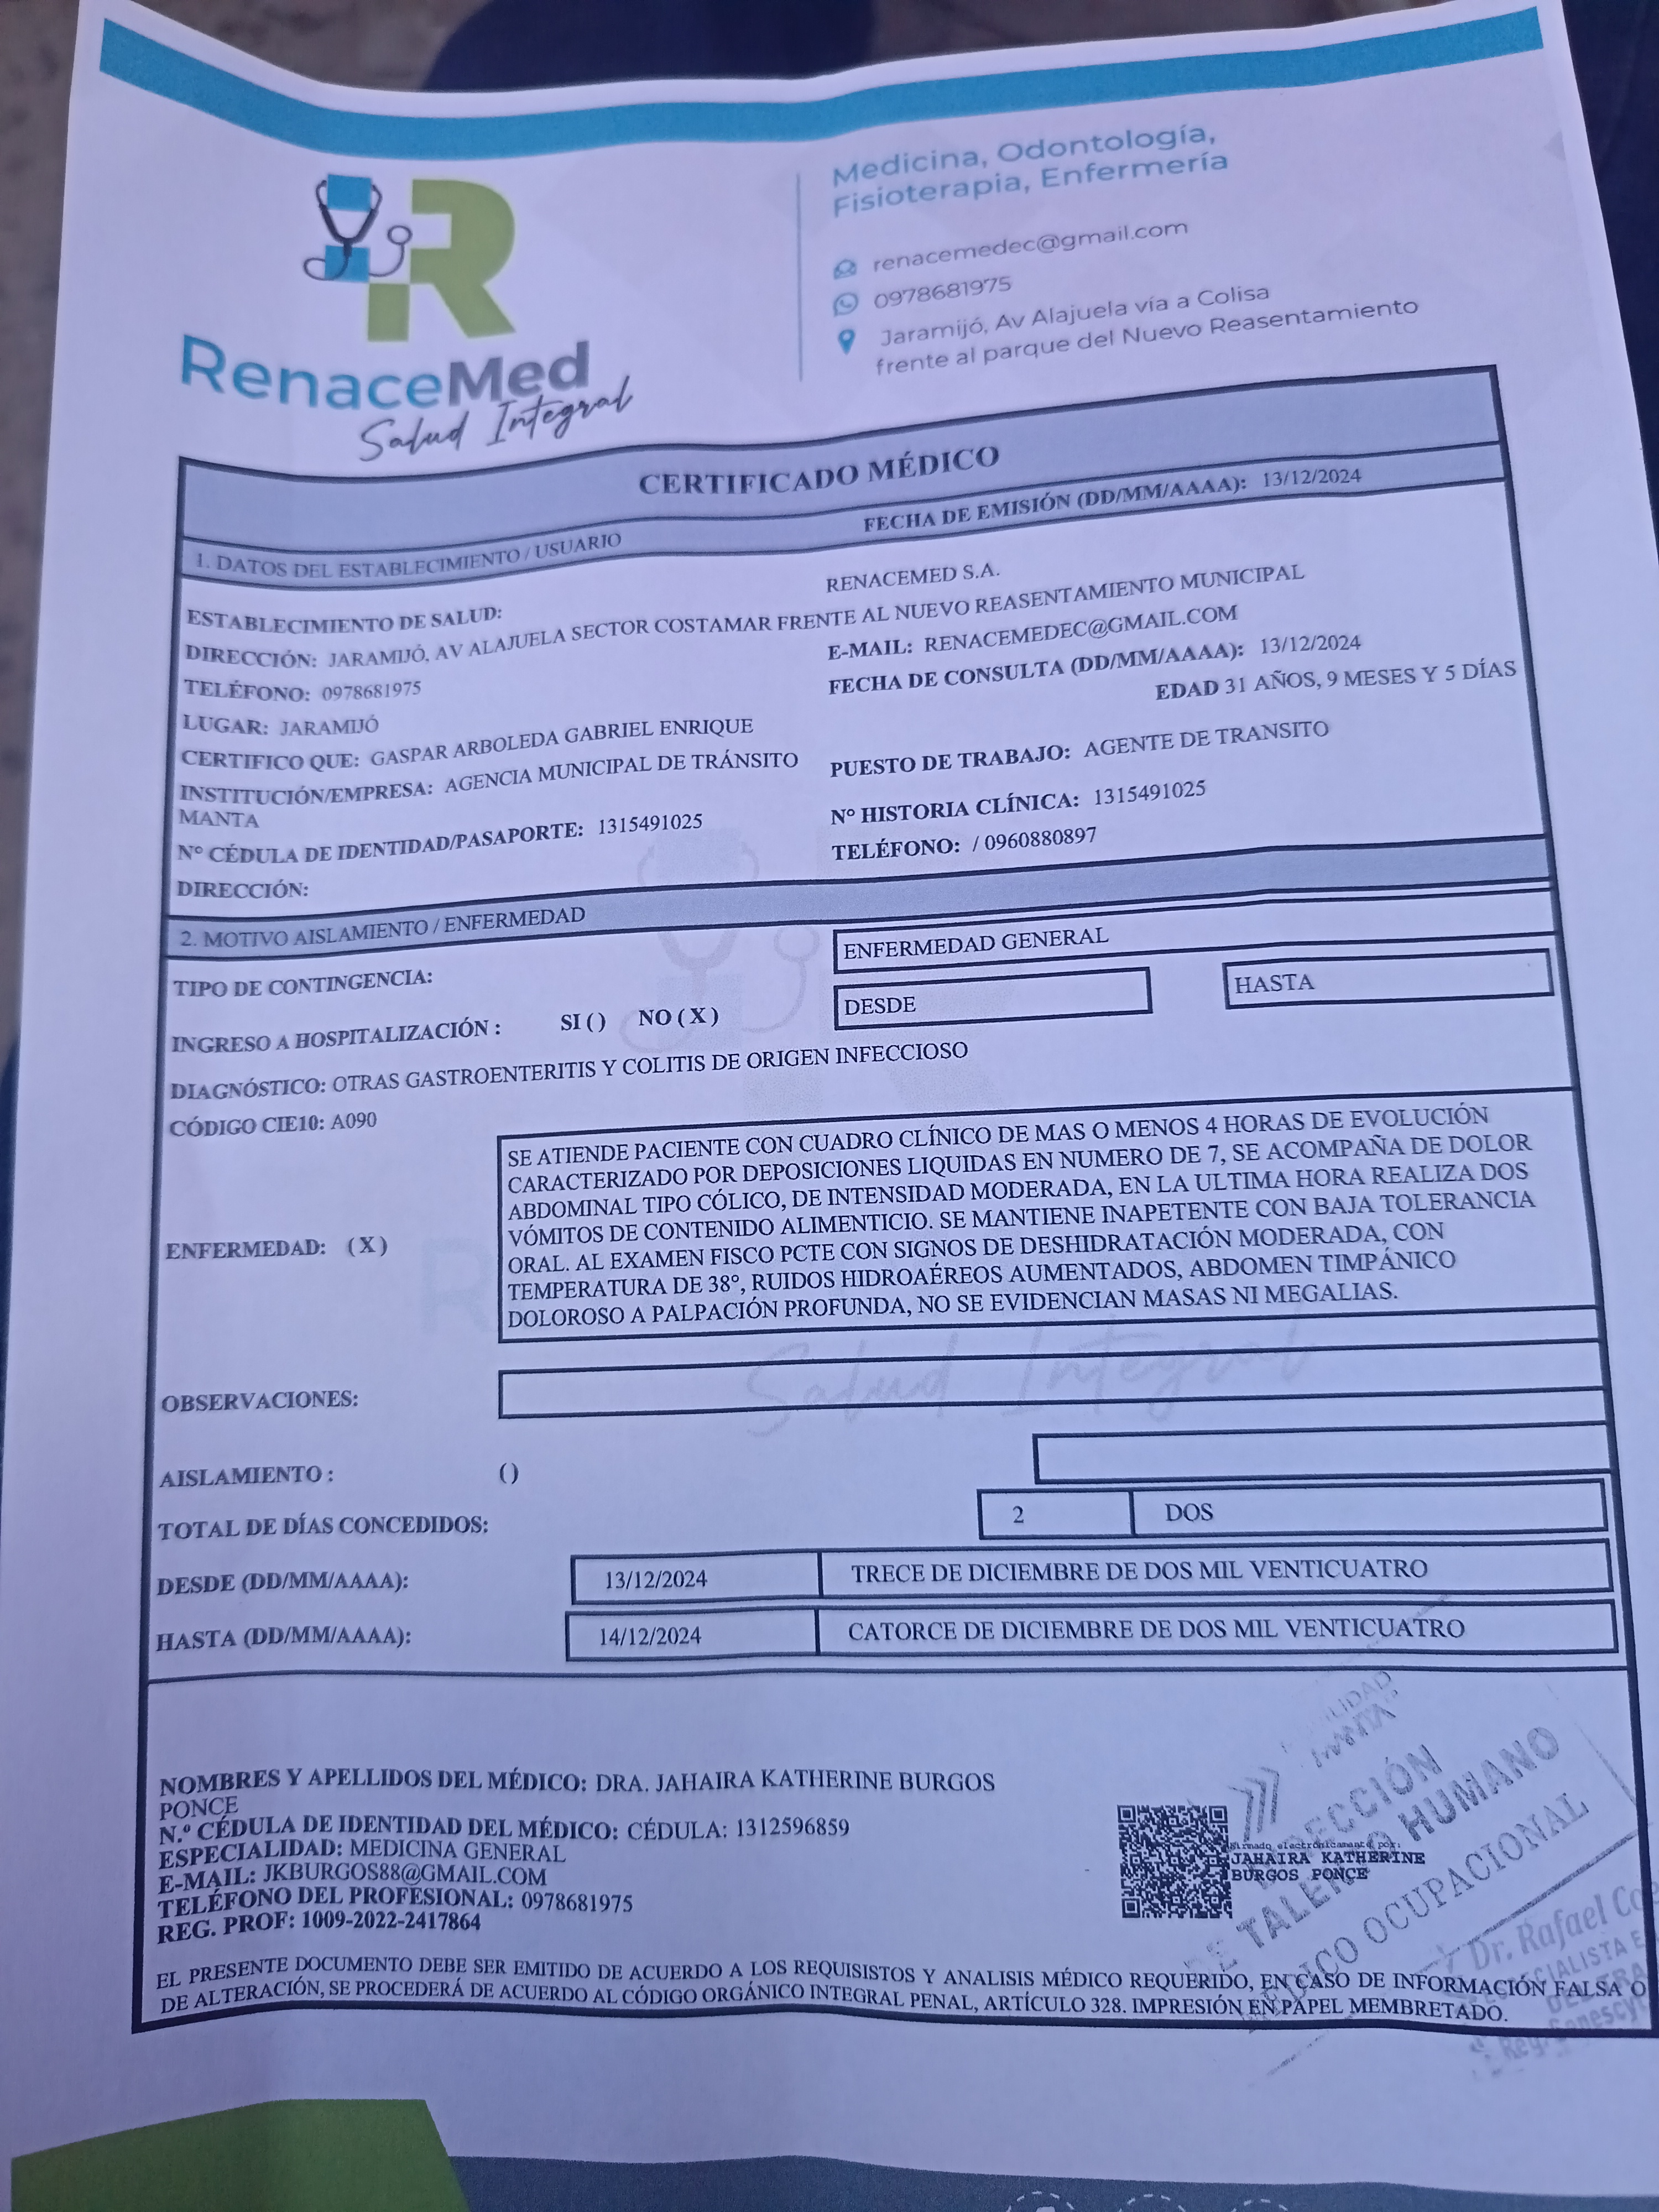 Medicina, Odontología,
Fisioterapia, Enfermería
renacemedec@gmail.com
0978681975
Jaramijó, Av Alajuela vía a Colisa
frente al parque del Nuevo Reasentamiento
RenaceMed
Salud Integral
CERTIFICADO MÉDICO
1. DATOS DEL ESTABLECIMIENTO / USUARIO FECHA DE EMISIÓN (DD/MM/AAAA): 13/12/2024
ESTABLECIMIENTO DE SALUD: RENACEMED S.A.
DIRECCIÓN: JARAMIJÓ, AV ALAJUELA SECTOR COSTAMAR FRENTE AL NUEVO REASENTAMIENTO MUNICIPAL
TELÉFONO: 0978681975 E-MAIL: RENACEMEDEC@GMAIL.COM
LUGAR: JARAMIJÓ FECHA DE CONSULTA (DD/MM/AAAA): 13/12/2024
CERTIFICO QUE: GASPAR ARBOLEDA GABRIEL ENRIQUE EDAD 31 AÑOS, 9 MESES Y 5 DÍAS
INSTITUCIÓN/EMPRESA: AGENCIA MUNICIPAL DE TRÁNSITO PUESTO DE TRABAJO: AGENTE DE TRANSITO
MANTA
Nº CÉDULA DE IDENTIDAD/PASAPORTE: 1315491025 Nº HISTORIA CLÍNICA: 1315491025
DIRECCIÓN: TELÉFONO: / 0960880897
2. MOTIVO AISLAMIENTO / ENFERMEDAD
TIPO DE CONTINGENCIA: ENFERMEDAD GENERAL
INGRESO A HOSPITALIZACIÓN : SI ( ) NO ( X ) DESDE HASTA
DIAGNÓSTICO: OTRAS GASTROENTERITIS Y COLITIS DE ORIGEN INFECCIOSO
CÓDIGO CIE10: A090
SE ATIENDE PACIENTE CON CUADRO CLÍNICO DE MAS O MENOS 4 HORAS DE EVOLUCIÓN
CARACTERIZADO POR DEPOSICIONES LIQUIDAS EN NUMERO DE 7, SE ACOMPAÑA DE DOLOR
ABDOMINAL TIPO CÓLICO, DE INTENSIDAD MODERADA, EN LA ULTIMA HORA REALIZA DOS
VÓMITOS DE CONTENIDO ALIMENTICIO. SE MANTIENE INAPETENTE CON BAJA TOLERANCIA
ENFERMEDAD: ( X ) ORAL. AL EXAMEN FISCO PCTE CON SIGNOS DE DESHIDRATACIÓN MODERADA, CON
TEMPERATURA DE 38°, RUIDOS HIDROAÉREOS AUMENTADOS, ABDOMEN TIMPÁNICO
DOLOROSO A PALPACIÓN PROFUNDA, NO SE EVIDENCIAN MASAS NI MEGALIAS.
Salud Integral
OBSERVACIONES:
AISLAMIENTO : ( )
TOTAL DE DÍAS CONCEDIDOS: 2 DOS
DESDE (DD/MM/AAAA): 13/12/2024 TRECE DE DICIEMBRE DE DOS MIL VENTICUATRO
HASTA (DD/MM/AAAA): 14/12/2024 CATORCE DE DICIEMBRE DE DOS MIL VENTICUATRO
NOMBRES Y APELLIDOS DEL MÉDICO: DRA. JAHAIRA KATHERINE BURGOS
PONCE
N.º CÉDULA DE IDENTIDAD DEL MÉDICO: CÉDULA: 1312596859
ESPECIALIDAD: MEDICINA GENERAL
E-MAIL: JKBURGOS88@GMAIL.COM
TELÉFONO DEL PROFESIONAL: 0978681975
REG. PROF: 1009-2022-2417864
Firmado electrónicamente por:
JAHAIRA KATHERINE
BURGOS PONCE
MANTA
DIRECCIÓN
DE TALENTO HUMANO
MÉDICO OCUPACIONAL
Dr. Rafael
EL PRESENTE DOCUMENTO DEBE SER EMITIDO DE ACUERDO A LOS REQUISISTOS Y ANALISIS MÉDICO REQUERIDO, EN CASO DE INFORMACIÓN FALSA O
DE ALTERACIÓN, SE PROCEDERÁ DE ACUERDO AL CÓDIGO ORGÁNICO INTEGRAL PENAL, ARTÍCULO 328. IMPRESIÓN EN PAPEL MEMBRETADO.